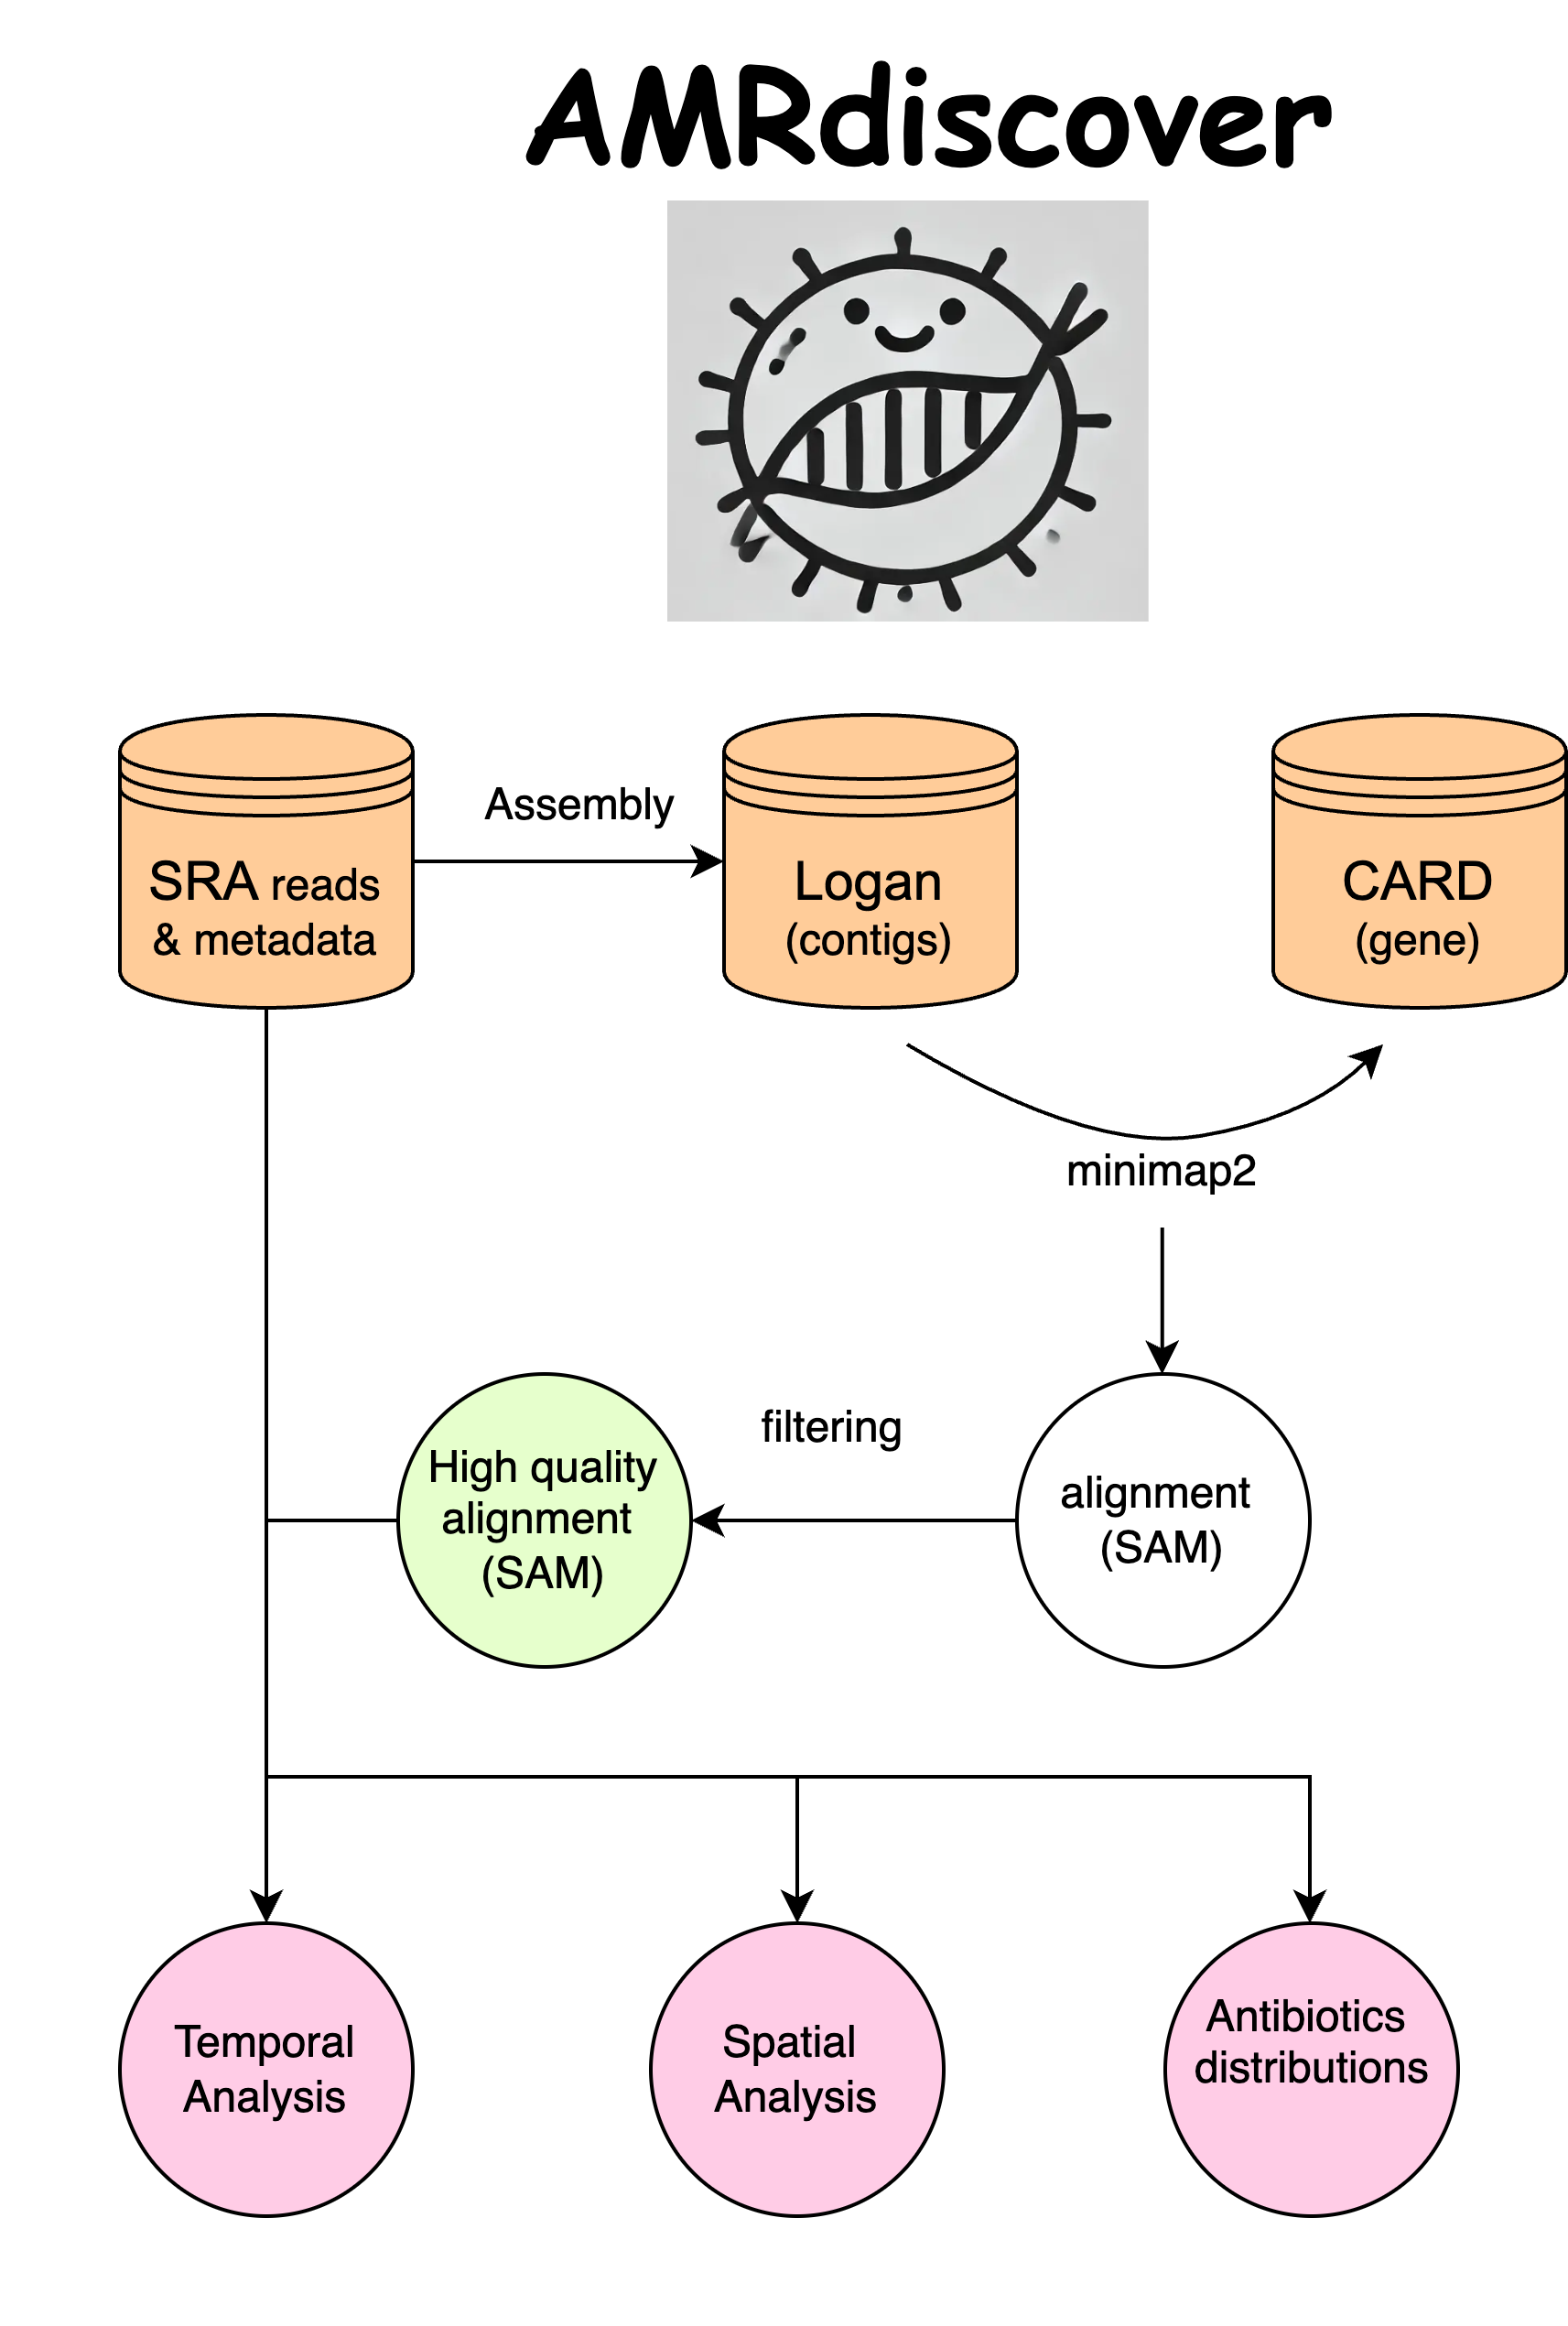 AMRdiscover
Assembly
SRA reads
& metadata
Logan
(contigs)
CARD
(gene)
minimap2
filtering
High quality
alignment
(SAM)
alignment
(SAM)
Temporal
Analysis
Spatial
Analysis
Antibiotics
distributions